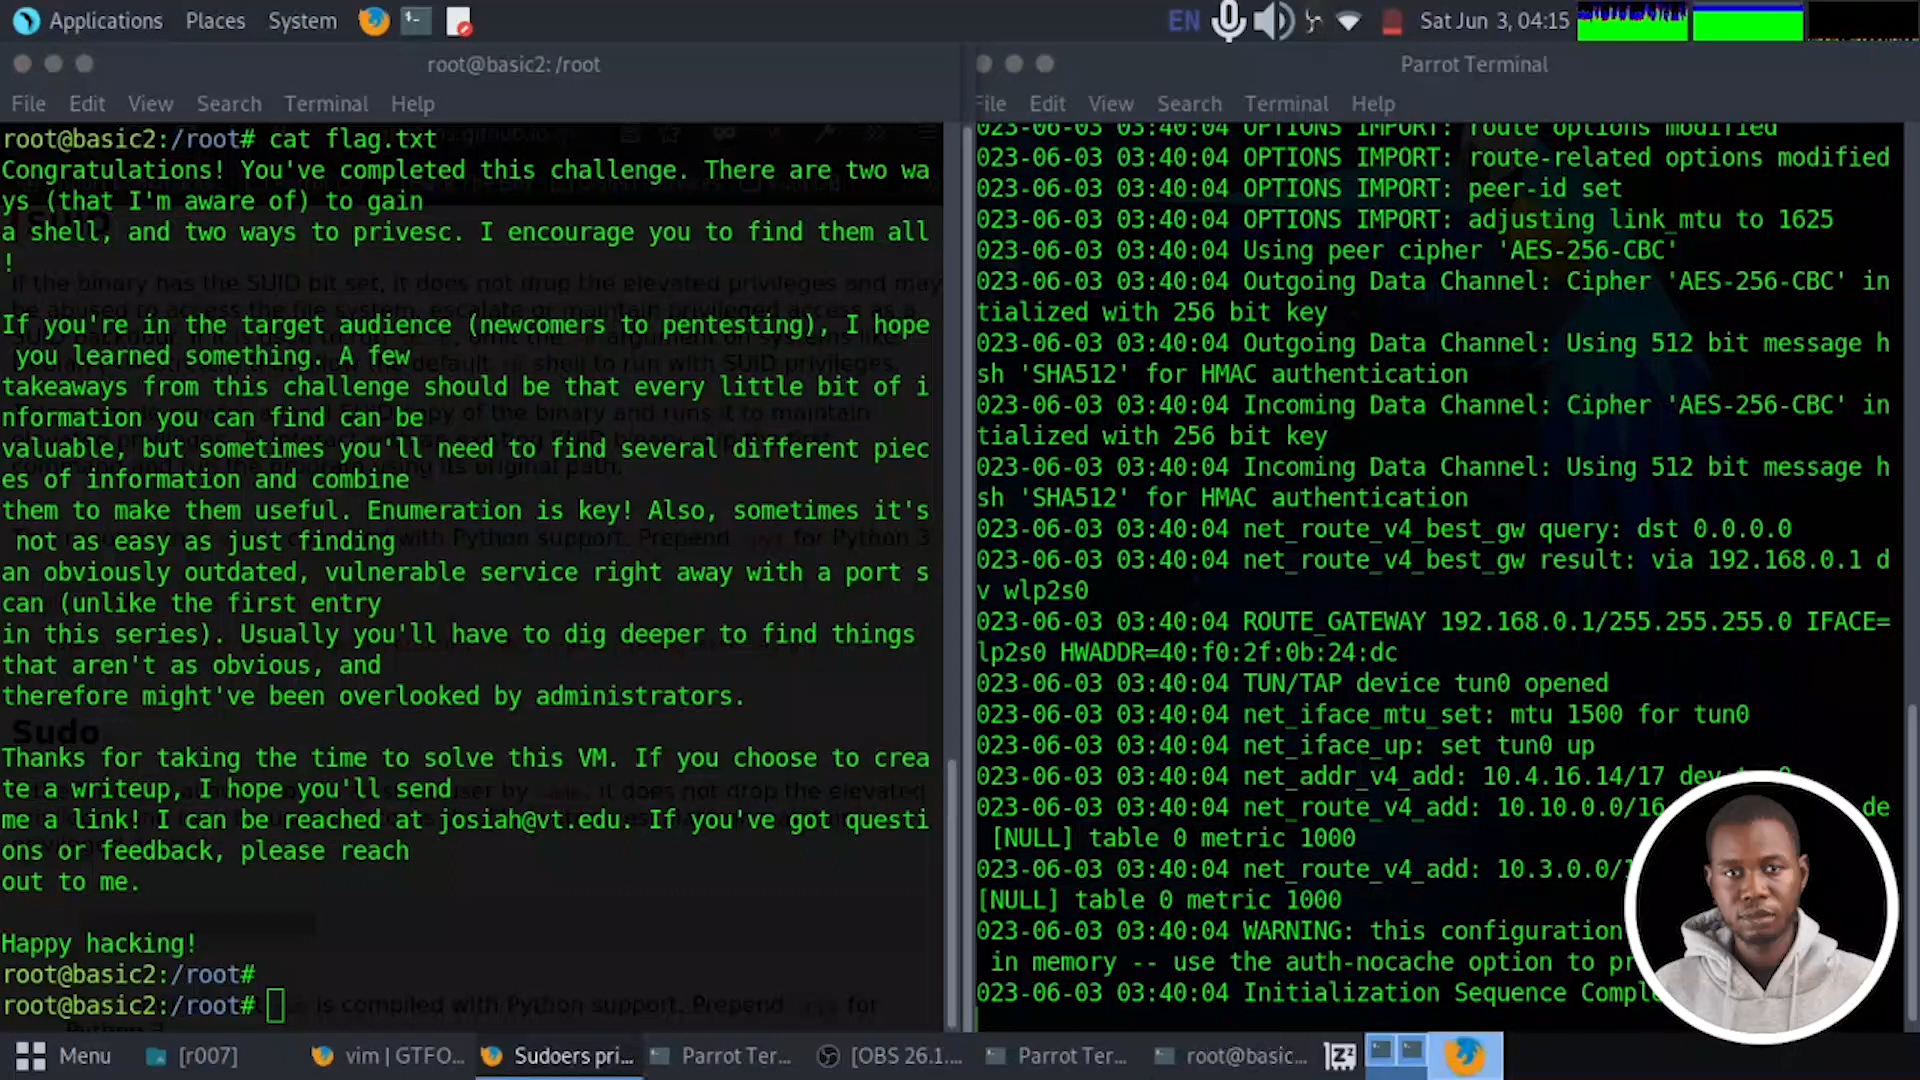 Applications Places System
EN Sat Jun 3, 04:15
root@basic2: /root
File Edit View Search Terminal Help
root@basic2:/root# cat flag.txt
Congratulations! You've completed this challenge. There are two wa
ys (that I'm aware of) to gain
a shell, and two ways to privesc. I encourage you to find them all
!
If you're in the target audience (newcomers to pentesting), I hope
you learned something. A few
takeaways from this challenge should be that every little bit of i
nformation you can find can be
valuable, but sometimes you'll need to find several different piec
es of information and combine
them to make them useful. Enumeration is key! Also, sometimes it's
not as easy as just finding
an obviously outdated, vulnerable service right away with a port s
can (unlike the first entry
in this series). Usually you'll have to dig deeper to find things
that aren't as obvious, and
therefore might've been overlooked by administrators.
Sudo
Thanks for taking the time to solve this VM. If you choose to crea
te a writeup, I hope you'll send
me a link! I can be reached at josiah@vt.edu. If you've got questi
ons or feedback, please reach
out to me.
Happy hacking!
root@basic2:/root#
root@basic2:/root#
Parrot Terminal
File Edit View Search Terminal Help
023-06-03 03:40:04 OPTIONS IMPORT: route options modified
023-06-03 03:40:04 OPTIONS IMPORT: route-related options modified
023-06-03 03:40:04 OPTIONS IMPORT: peer-id set
023-06-03 03:40:04 OPTIONS IMPORT: adjusting link_mtu to 1625
023-06-03 03:40:04 Using peer cipher 'AES-256-CBC'
023-06-03 03:40:04 Outgoing Data Channel: Cipher 'AES-256-CBC' in
tialized with 256 bit key
023-06-03 03:40:04 Outgoing Data Channel: Using 512 bit message h
sh 'SHA512' for HMAC authentication
023-06-03 03:40:04 Incoming Data Channel: Cipher 'AES-256-CBC' in
tialized with 256 bit key
023-06-03 03:40:04 Incoming Data Channel: Using 512 bit message h
sh 'SHA512' for HMAC authentication
023-06-03 03:40:04 net_route_v4_best_gw query: dst 0.0.0.0
023-06-03 03:40:04 net_route_v4_best_gw result: via 192.168.0.1 d
v wlp2s0
023-06-03 03:40:04 ROUTE_GATEWAY 192.168.0.1/255.255.255.0 IFACE=
lp2s0 HWADDR=40:f0:2f:0b:24:dc
023-06-03 03:40:04 TUN/TAP device tun0 opened
023-06-03 03:40:04 net_iface_mtu_set: mtu 1500 for tun0
023-06-03 03:40:04 net_iface_up: set tun0 up
023-06-03 03:40:04 net_addr_v4_add: 10.4.16.14/17 dev
023-06-03 03:40:04 net_route_v4_add: 10.10.0.0/16 de
[NULL] table 0 metric 1000
023-06-03 03:40:04 net_route_v4_add: 10.3.0.0/
[NULL] table 0 metric 1000
023-06-03 03:40:04 WARNING: this configuration
in memory -- use the auth-nocache option to pr
023-06-03 03:40:04 Initialization Sequence Compl
Menu [r007] vim | GTFO... Sudoers pri... Parrot Ter... [OBS 26.1.... Parrot Ter... root@basic...